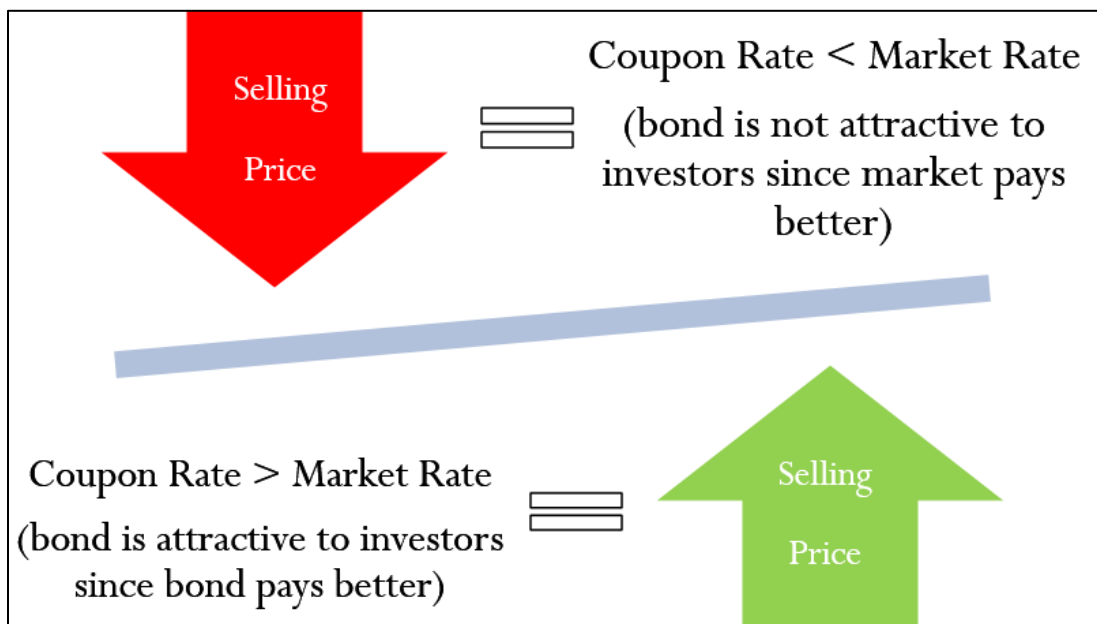 Selling
Price
Coupon Rate < Market Rate
(bond is not attractive to
investors since market pays
better)
Coupon Rate > Market Rate
(bond is attractive to investors
since bond pays better)
Selling
Price